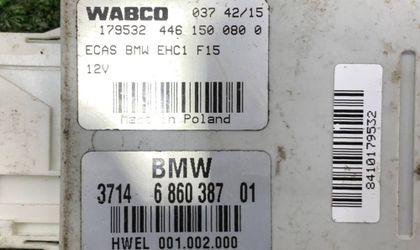 WABCO 037 42/15
179532 446 150 080 0
ECAS BMW EHC1 F15
12V
Made in Poland
BMW
3714 6 860 387 01
HWEL 001.002.000
8410179532